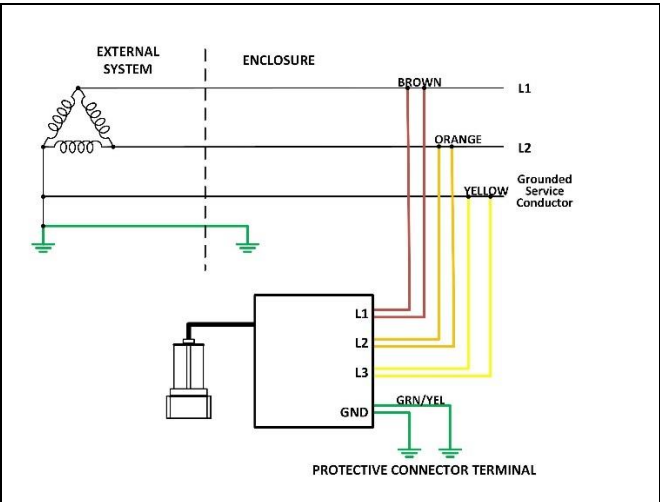 EXTERNAL
SYSTEM
ENCLOSURE
BROWN
L1
ORANGE
L2
YELLOW
Grounded
Service
Conductor
L1
L2
L3
GRN/YEL
GND
PROTECTIVE CONNECTOR TERMINAL